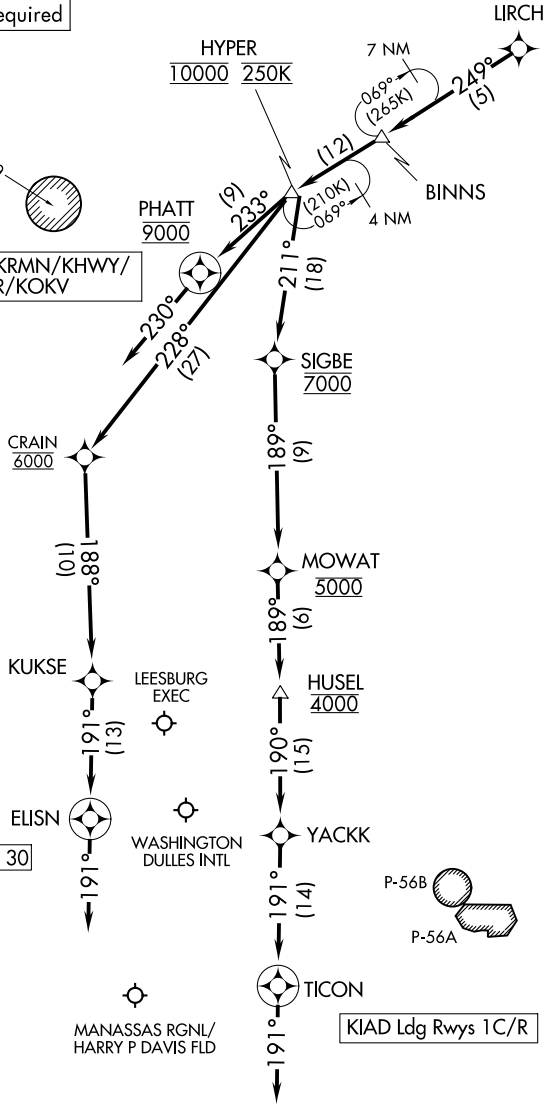 equired
LIRCH
HYPER
10000 250K
7 NM
069°
(265K)
249°
(5)
(12)
BINNS
(9)
233°
(210K)
069°
4 NM
PHATT
9000
211°
(18)
KRMN/KHWY/
R/KOKV
230°
228°
(27)
SIGBE
7000
CRAIN
6000
189°
(9)
188°
(10)
MOWAT
5000
189°
(6)
KUKSE
LEESBURG
EXEC
HUSEL
4000
191°
(13)
190°
(15)
ELISN
WASHINGTON
DULLES INTL
YACKK
30
191°
191°
(14)
P-56B
P-56A
TICON
MANASSAS RGNL/
HARRY P DAVIS FLD
KIAD Ldg Rwys 1C/R
191°